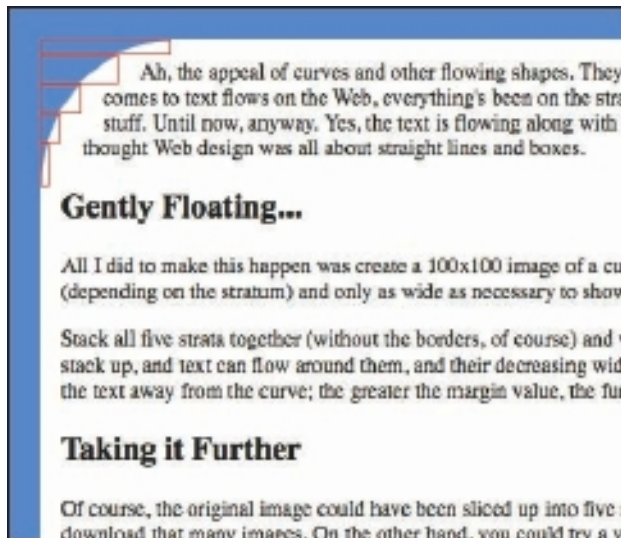 Ah, the appeal of curves and other flowing shapes. They
comes to text flows on the Web, everything's been on the stra
stuff. Until now, anyway. Yes, the text is flowing along with
thought Web design was all about straight lines and boxes.
Gently Floating...
All I did to make this happen was create a 100x100 image of a cu
(depending on the stratum) and only as wide as necessary to show
Stack all five strata together (without the borders, of course) and
stack up, and text can flow around them, and their decreasing wid
the text away from the curve; the greater the margin value, the fu
Taking it Further
Of course, the original image could have been sliced up into five
download that many images. On the other hand, you could try a